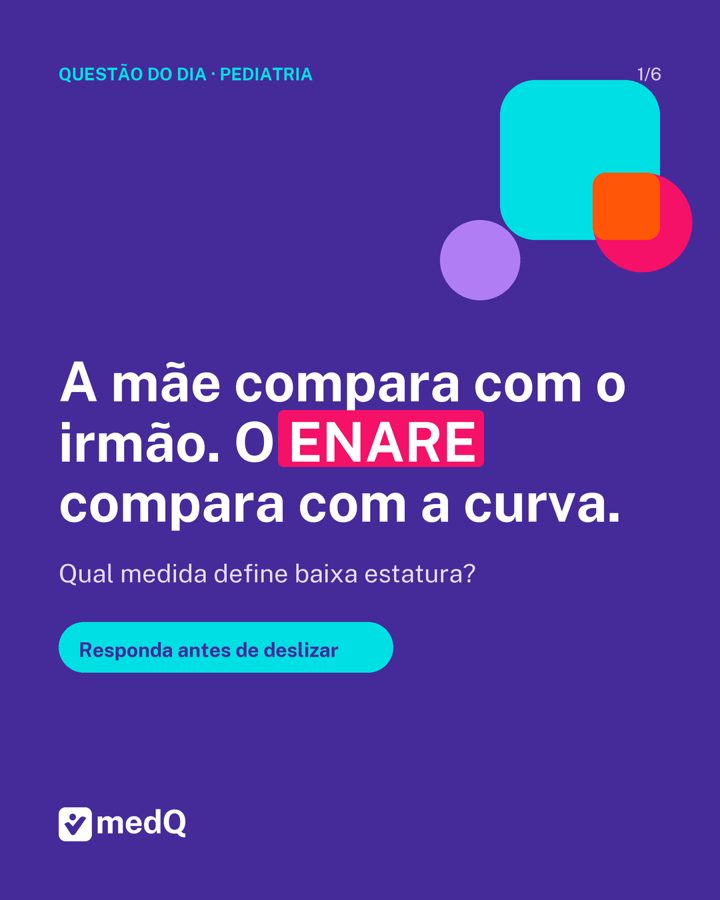 QUESTÃO DO DIA · PEDIATRIA
1/6
A mãe compara com o
irmão. O ENARE
compara com a curva.
Qual medida define baixa estatura?
Responda antes de deslizar
medQ